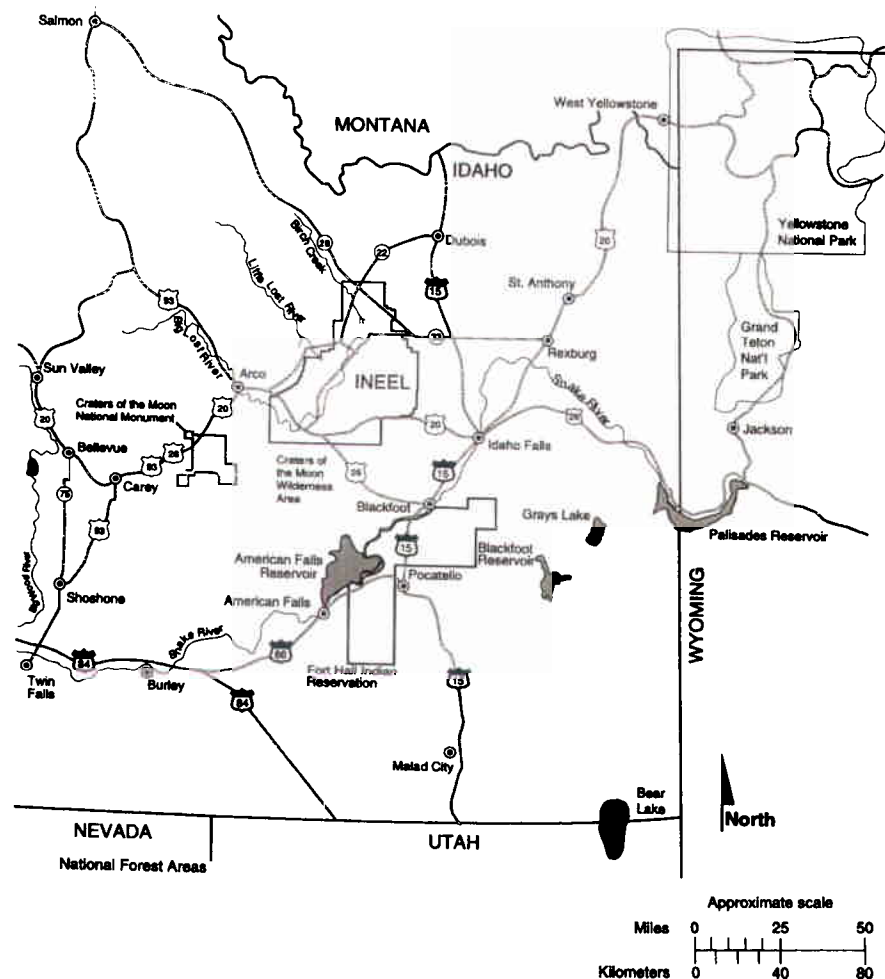 Salmon
West Yellowstone
MONTANA
IDAHO
Yellowstone
National Park
Birch Creek
28
22
Dubois
20
Little Lost River
15
St. Anthony
93
Big Lost River
33
Rexburg
Grand
Teton
Nat'l
Park
Sun Valley
Arco
INEEL
Snake River
Craters of the Moon
National Monument
20
20
20
26
Jackson
Idaho Falls
Bellevue
93
26
Craters of
the Moon
Wilderness
Area
26
15
Carey
75
Blackfoot
Grays Lake
93
Palisades Reservoir
American Falls
Reservoir
15
Blackfoot
Reservoir
Big Wood River
Shoshone
American Falls
Pocatello
WYOMING
Snake River
84
86
Twin
Falls
Burley
Fort Hall Indian
Reservation
15
84
Malad City
Bear
Lake
North
NEVADA
UTAH
National Forest Areas
Approximate scale
Miles 0 25 50
Kilometers 0 40 80